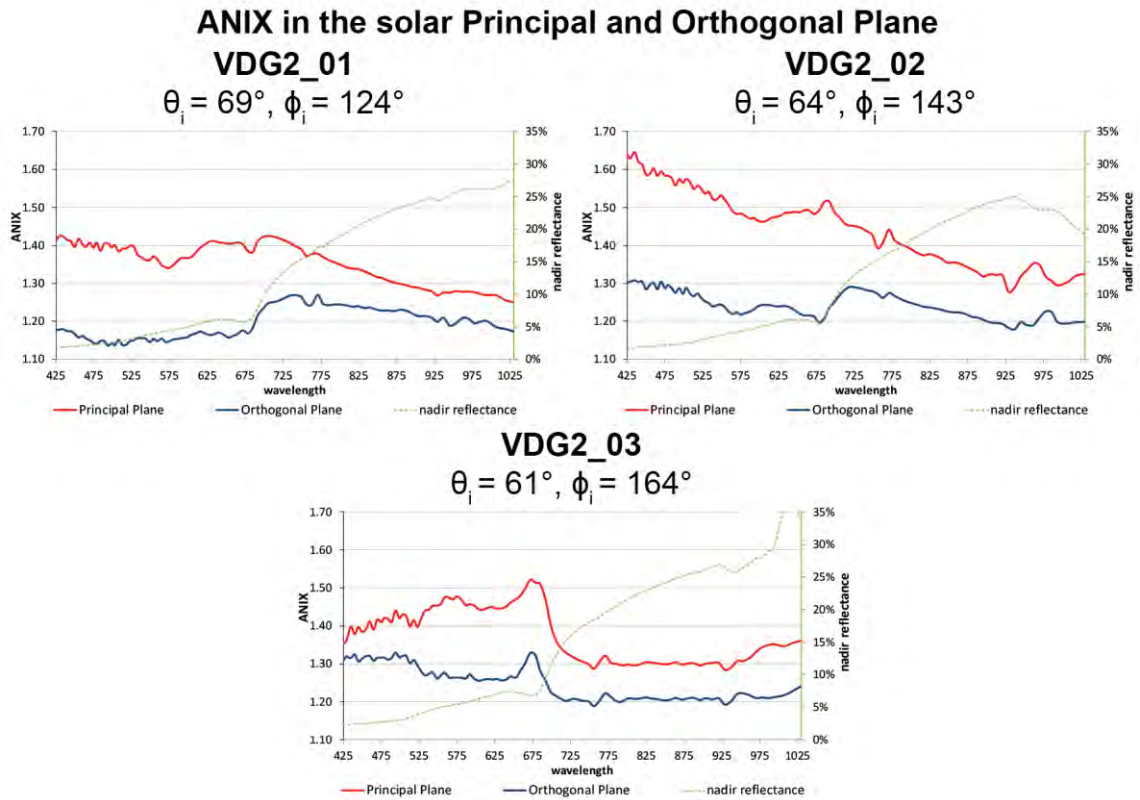 ANIX in the solar Principal and Orthogonal Plane
VDG2_01
θi = 69°, ϕi = 124°
1.70
1.60
1.50
1.40
1.30
1.20
1.10
ANIX
35%
30%
25%
20%
15%
10%
5%
0%
nadir reflectance
425 475 525 575 625 675 725 775 825 875 925 975 1025
wavelength
Principal Plane Orthogonal Plane nadir reflectance
VDG2_02
θi = 64°, ϕi = 143°
1.70
1.60
1.50
1.40
1.30
1.20
1.10
ANIX
35%
30%
25%
20%
15%
10%
5%
0%
nadir reflectance
425 475 525 575 625 675 725 775 825 875 925 975 1025
wavelength
Principal Plane Orthogonal Plane nadir reflectance
VDG2_03
θi = 61°, ϕi = 164°
1.70
1.60
1.50
1.40
1.30
1.20
1.10
ANIX
35%
30%
25%
20%
15%
10%
5%
0%
nadir reflectance
425 475 525 575 625 675 725 775 825 875 925 975 1025
wavelength
Principal Plane Orthogonal Plane nadir reflectance